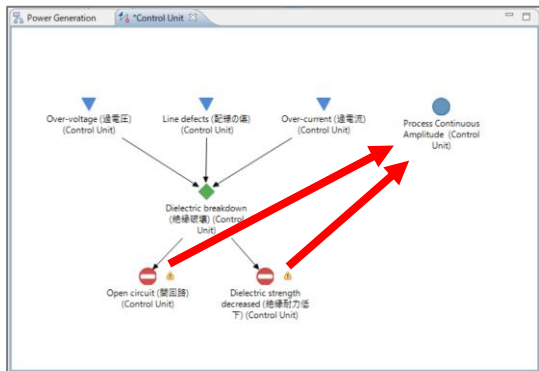 Power Generation
*Control Unit
Over-voltage (過電圧)
(Control Unit)
Line defects (配線の傷)
(Control Unit)
Over-current (過電流)
(Control Unit)
Process Continuous
Amplitude (Control
Unit)
Dielectric breakdown
(絶縁破壊) (Control
Unit)
Open circuit (開回路)
(Control Unit)
Dielectric strength
decreased (絶縁耐力低
下) (Control Unit)